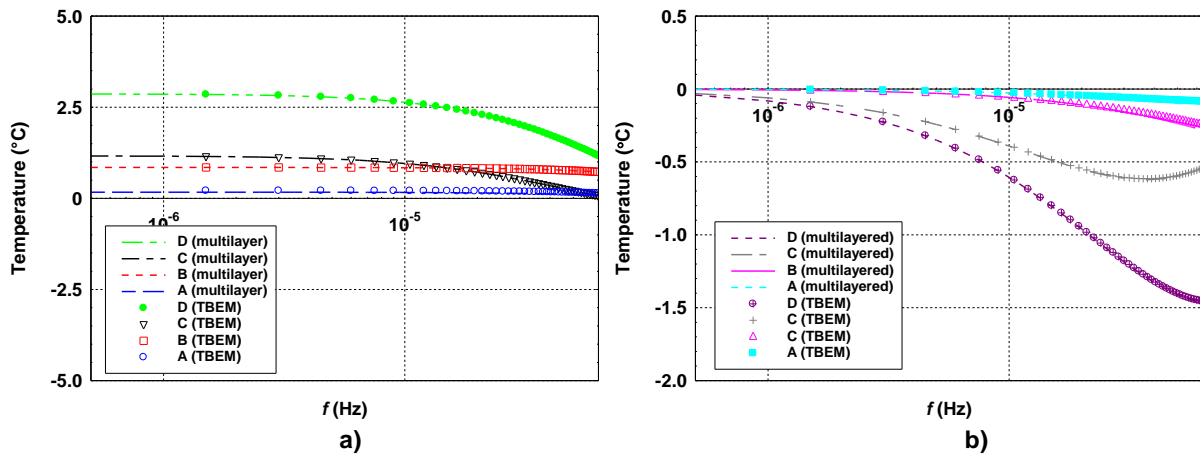 5.0
2.5
0
-2.5
-5.0
Temperature (°C)
10-6
10-5
D (multilayer)
C (multilayer)
B (multilayer)
A (multilayer)
D (TBEM)
C (TBEM)
B (TBEM)
A (TBEM)
f (Hz)
a)
0.5
0
-0.5
-1.0
-1.5
-2.0
Temperature (°C)
10-6
10-5
D (multilayered)
C (multilayered)
B (multilayered)
A (multilayered)
D (TBEM)
C (TBEM)
C (TBEM)
A (TBEM)
f (Hz)
b)